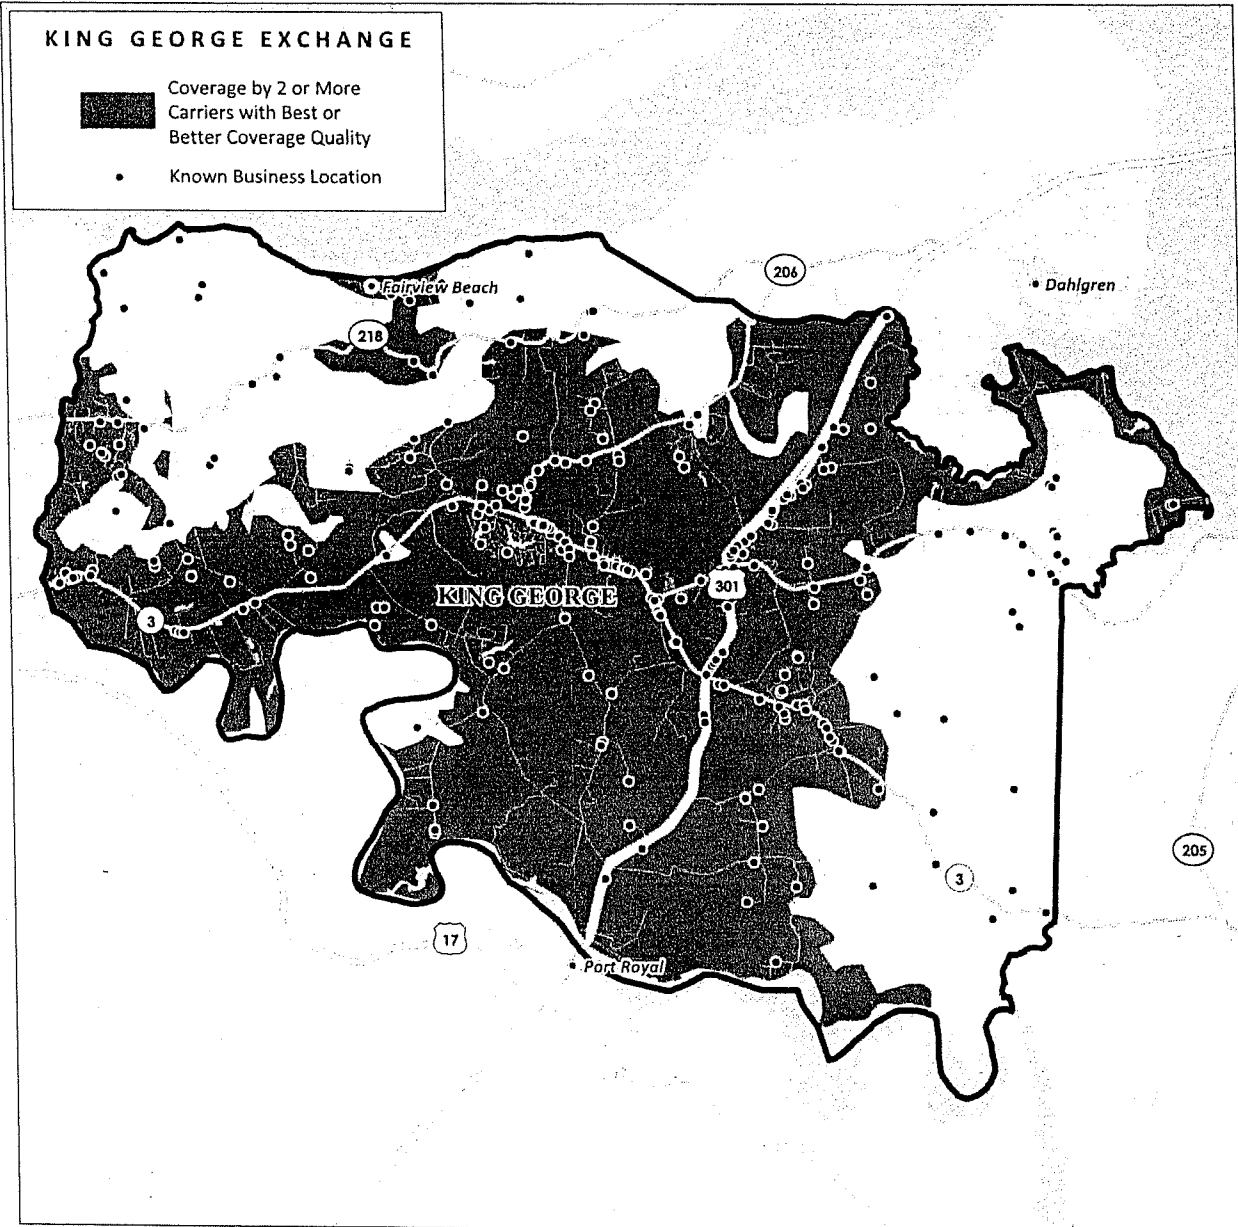 KING GEORGE EXCHANGE
Coverage by 2 or More
Carriers with Best or
Better Coverage Quality
Known Business Location
206
Dahlgren
Fairview Beach
218
KING GEORGE
301
3
205
3
17
Port Royal